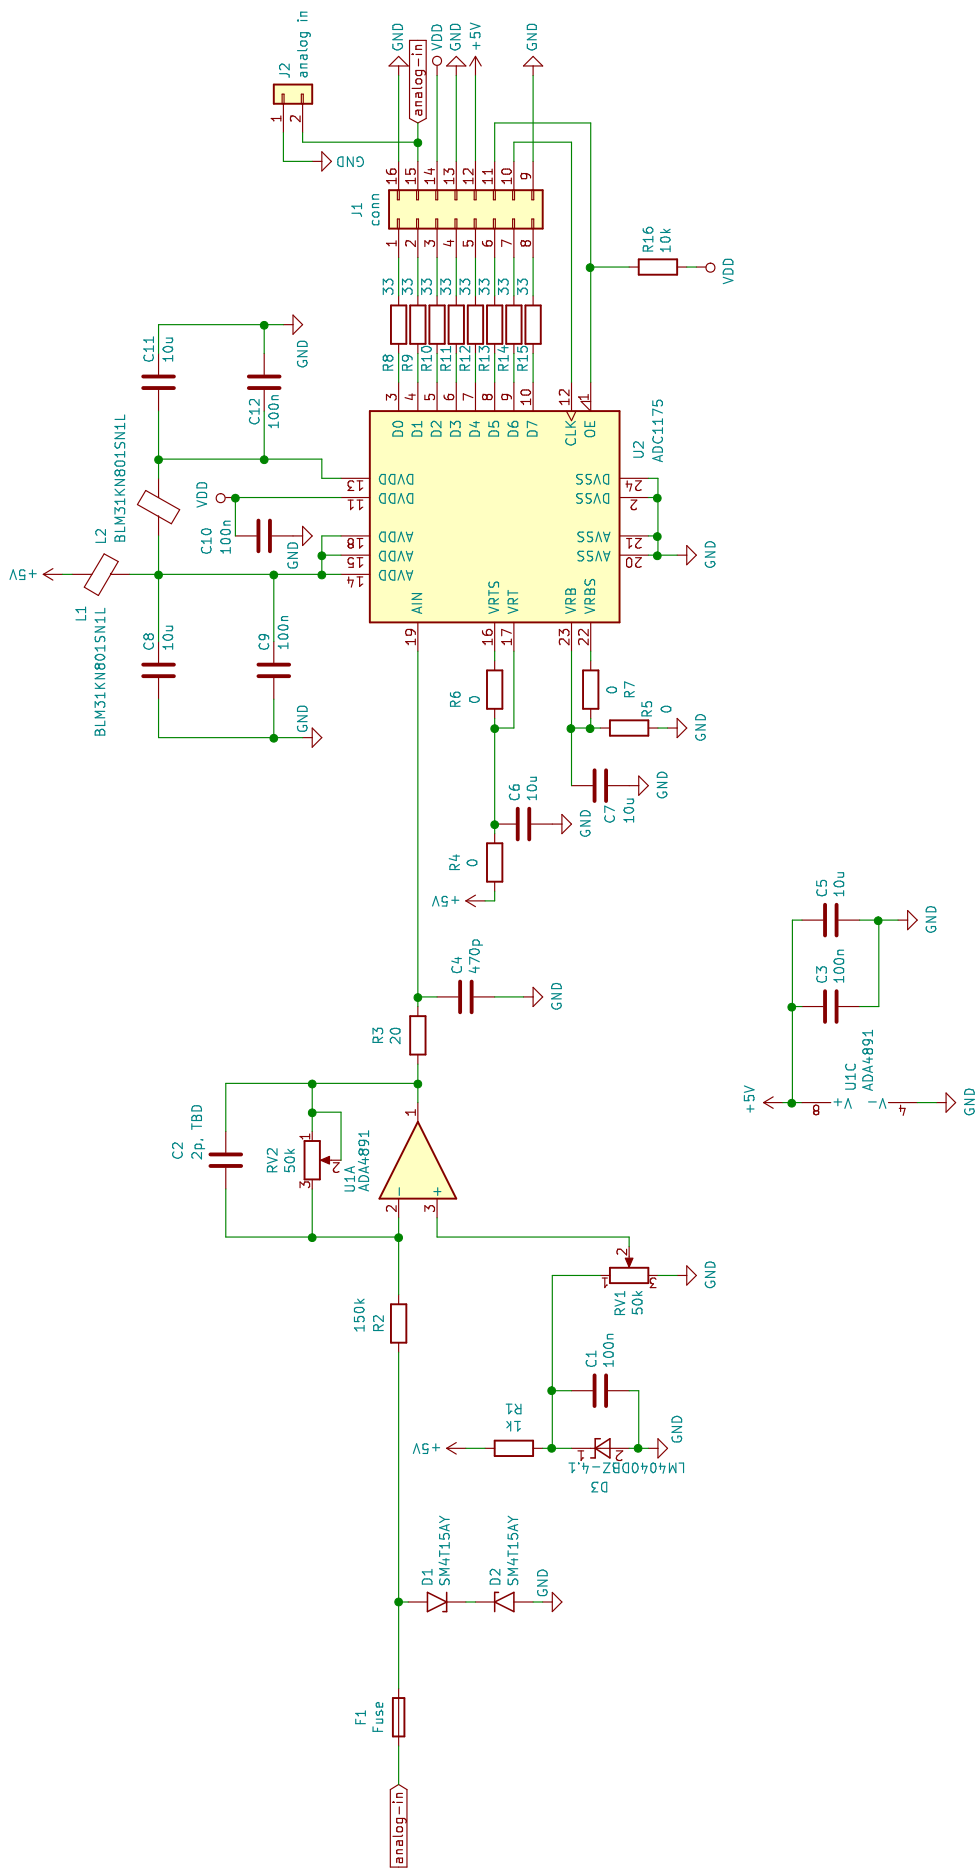 J2
analog in
1
2
GND
GND
analog-in
VDD
GND
+5V
GND
16
15
14
13
12
11
10
9
J1
conn
1
2
3
4
5
6
7
8
33
33
33
33
33
33
33
33
R8
R9
R10
R11
R12
R13
R14
R15
R16
10k
VDD
3
4
5
6
7
8
9
10
12
1
D0
D1
D2
D3
D4
D5
D6
D7
CLK
OE
U2
ADC1175
C11
10u
C12
100n
GND
BLM31KN801SN1L
L2
VDD
C10
100n
GND
+5V
L1
BLM31KN801SN1L
C8
10u
C9
100n
GND
13
DVDD
11
DVDD
18
AVDD
15
AVDD
14
AVDD
DVSS
24
DVSS
2
AVSS
21
AVSS
20
GND
AIN
VRTS
VRT
VRB
VRBS
19
16
17
23
22
R6
0
R7
0
R5
0
GND
C7
10u
GND
C6
10u
GND
R4
0
+5V
C4
470p
GND
R3
20
C2
2p, TBD
RV2
50k
1
2
3
U1A
ADA4891
1
2
3
-
+
C5
10u
C3
100n
GND
U1C
ADA4891
+5V
8
V+
V-
4
GND
150k
R2
2
1
3
RV1
50k
GND
C1
100n
R1
1k
+5V
1
2
GND
LM4040DBZ-4.1
D3
D1
SM4T15AY
D2
SM4T15AY
GND
F1
Fuse
analog-in